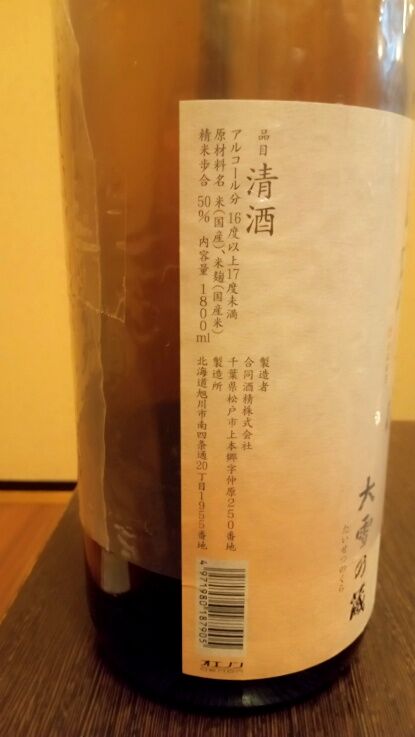 品目 清酒
アルコール分 16度以上17度未満
原材料名 米(国産)、米麹(国産米)
精米歩合 50% 内容量 1800ml
製造者
合同酒精株式会社
千葉県松戸市上本郷字仲原250番地
製造所
北海道旭川市南四条通20丁目1955番地
大雪の蔵
たいせつのくら
4971980187905
オエノン